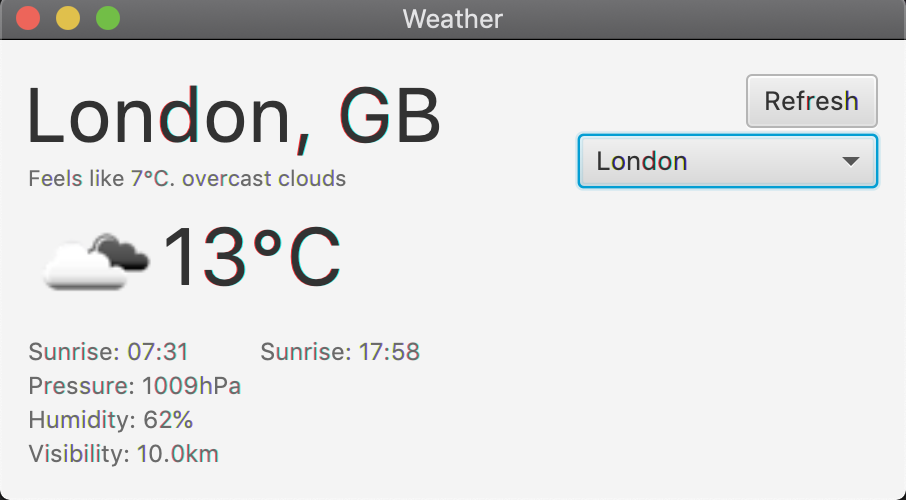 Weather
London, GB
Refresh
London
Feels like 7°C. overcast clouds
13°C
Sunrise: 07:31 Sunrise: 17:58
Pressure: 1009hPa
Humidity: 62%
Visibility: 10.0km